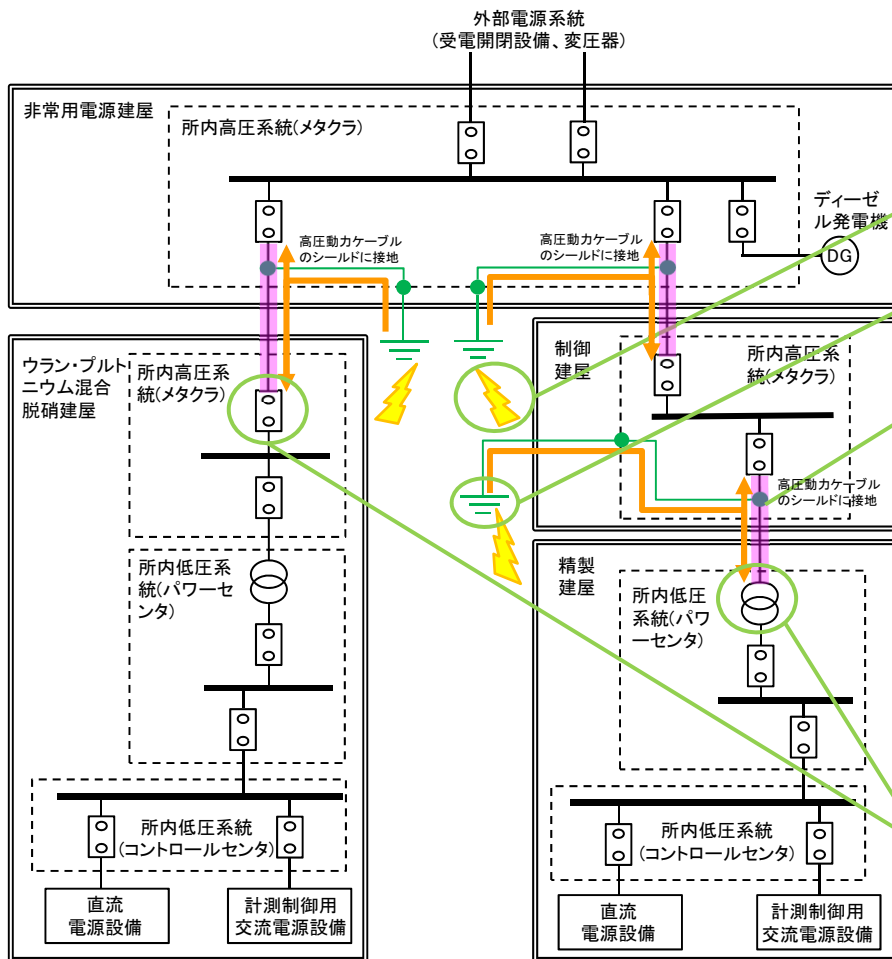 外部電源系統
(受電開閉設備、変圧器)
非常用電源建屋
所内高圧系統(メタクラ)
ディーゼ
ル発電機
DG
高圧動力ケーブル
のシールドに接地
高圧動力ケーブル
のシールドに接地
ウラン・プルト
ニウム混合
脱硝建屋
所内高圧系
統(メタクラ)
制御
建屋
所内高圧系
統(メタクラ)
高圧動力ケーブル
のシールドに接地
所内低圧系
統(パワーセ
ンタ)
精製
建屋
所内低圧
系統(パワ
ーセンタ)
所内低圧系統
(コントロールセンタ)
所内低圧系統
(コントロールセンタ)
直流
電源設備
計測制御用
交流電源設備
直流
電源設備
計測制御用
交流電源設備